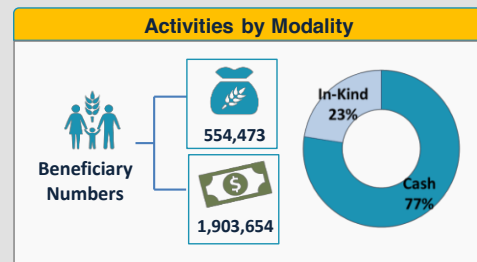 Activities by Modality
Beneficiary
Numbers
554,473
$
1,903,654
In-Kind
23%
Cash
77%